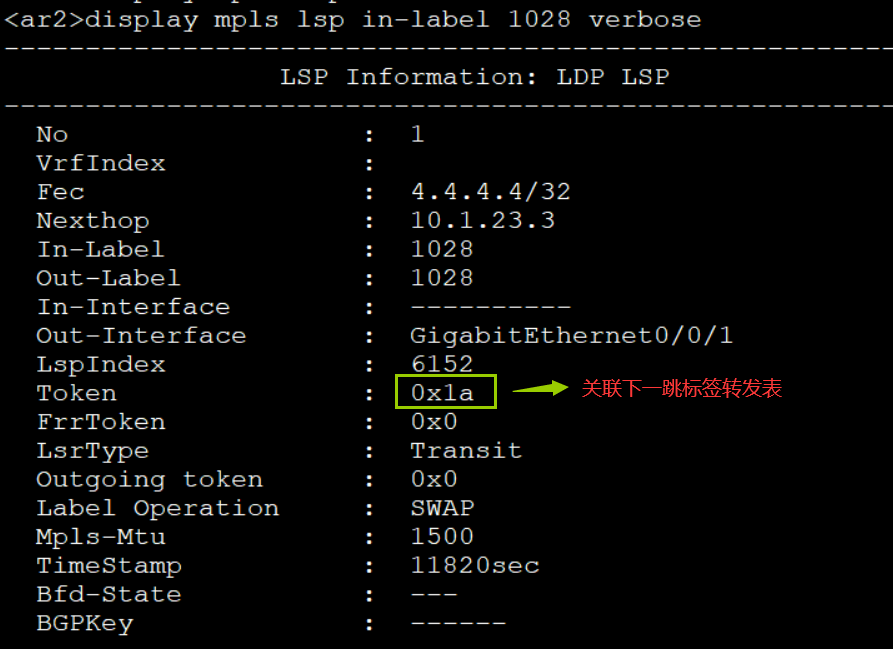 <ar2>display mpls lsp in-label 1028 verbose
----------------------------------------------------------------
LSP Information: LDP LSP
----------------------------------------------------------------
No : 1
VrfIndex :
Fec : 4.4.4.4/32
Nexthop : 10.1.23.3
In-Label : 1028
Out-Label : 1028
In-Interface : ----------
Out-Interface : GigabitEthernet0/0/1
LspIndex : 6152
Token : 0x1a 关联下一跳标签转发表
FrrToken : 0x0
LsrType : Transit
Outgoing token : 0x0
Label Operation : SWAP
Mpls-Mtu : 1500
TimeStamp : 11820sec
Bfd-State : ---
BGPKey : ------